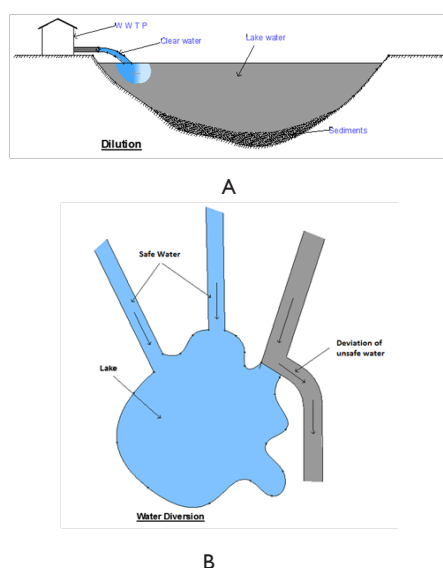 W W T P
Clear water
Lake water
Sediments
Dilution
A
Safe Water
Deviation of
unsafe water
Lake
Water Diversion
B